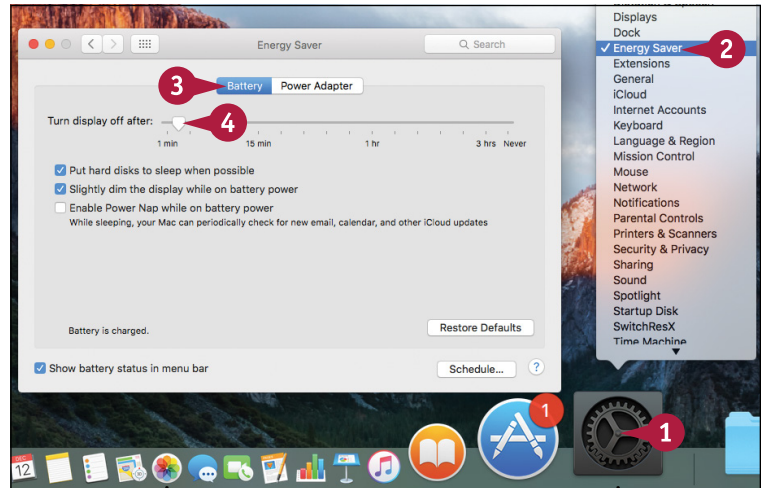 Displays
Dock
✓ Energy Saver
2
Extensions
General
iCloud
Internet Accounts
Keyboard
Language & Region
Mission Control
Mouse
Network
Notifications
Parental Controls
Printers & Scanners
Security & Privacy
Sharing
Sound
Spotlight
Startup Disk
SwitchResX
Time Machine
Energy Saver
Search
3
Battery Power Adapter
Turn display off after:
4
1 min 15 min 1 hr 3 hrs Never
Put hard disks to sleep when possible
Slightly dim the display while on battery power
Enable Power Nap while on battery power
While sleeping, your Mac can periodically check for new email, calendar, and other iCloud updates
Battery is charged.
Restore Defaults
Show battery status in menu bar
Schedule...
?
1
1
DEC
12